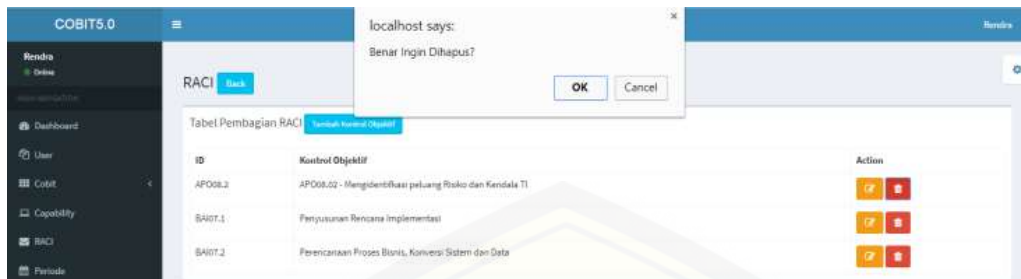 COBIT5.0
Rendra
localhost says:
Benar Ingin Dihapus?
OK Cancel
Rendra
Online
Dashboard
User
Cobit
Capability
RACI
Periode
RACI Back
Tabel Pembagian RACI Tambah Kontrol Objektif
ID Kontrol Objektif Action
APO08.2 APO08.02 - Mengidentifikasi peluang Risiko dan Kendala TI
BAI07.1 Penyusunan Rencana Implementasi
BAI07.2 Perencanaan Proses Bisnis, Konversi Sistem dan Data